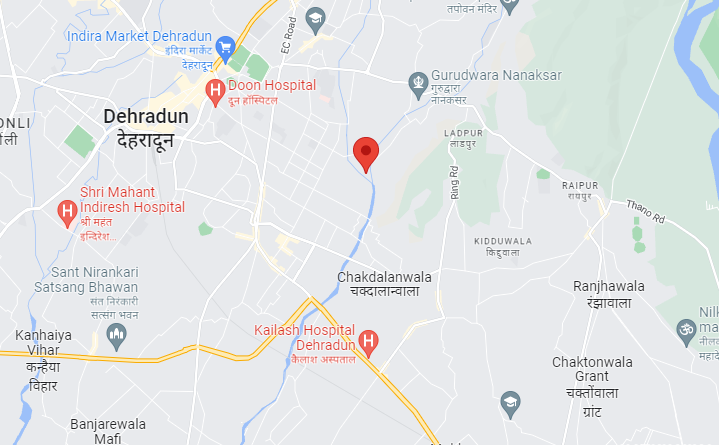 तपोवन मंदिर
EC Road
Indira Market Dehradun
इंदिरा मार्केट
देहरादून
Gurudwara Nanaksar
गुरुद्वारा
नानकसर
Doon Hospital
दून हॉस्पिटल
Dehradun
देहरादून
ONLI
LADPUR
लाडपुर
Ring Rd
RAIPUR
रायपुर
Thano Rd
Shri Mahant
Indiresh Hospital
श्री महंत
इन्दिरेश...
KIDDUWALA
किद्दुवाला
Sant Nirankari
Satsang Bhawan
संत निरंकारी
सत्संग भवन
Chakdalanwala
चक्दालान्वाला
Ranjhawala
रंझावाला
Kailash Hospital
Dehradun
कैलाश अस्पताल
Kanhaiya
Vihar
कन्हैया
विहार
Chaktonwala
Grant
चक्तोंवाला
ग्रांट
Banjarewala
Mafi